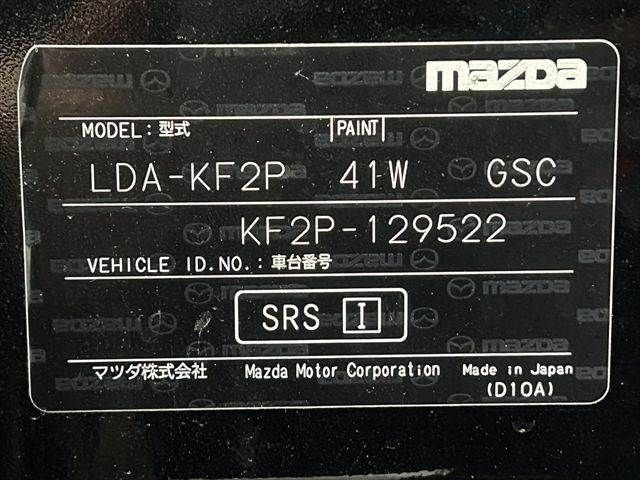 mazda
MODEL：型式 PAINT
LDA-KF2P 41W GSC
KF2P-129522
VEHICLE ID.NO.：車台番号
SRS I
マツダ株式会社 Mazda Motor Corporation Made in Japan
(D10A)